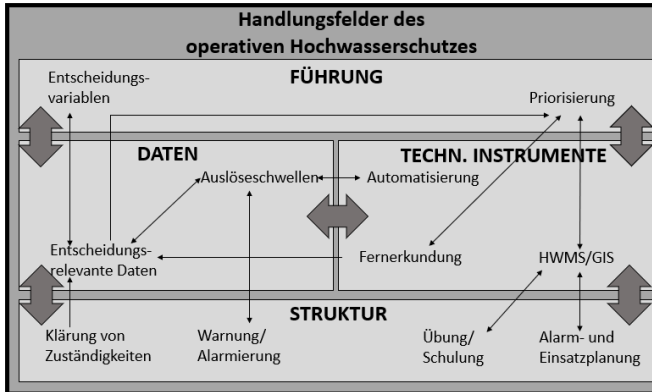 Handlungsfelder des
operativen Hochwasserschutzes
FÜHRUNG
Entscheidungs-
variablen
Priorisierung
DATEN
TECHN. INSTRUMENTE
Auslöseschwellen
Automatisierung
Entscheidungs-
relevante Daten
Fernerkundung
HWMS/GIS
STRUKTUR
Klärung von
Zuständigkeiten
Warnung/
Alarmierung
Übung/
Schulung
Alarm- und
Einsatzplanung